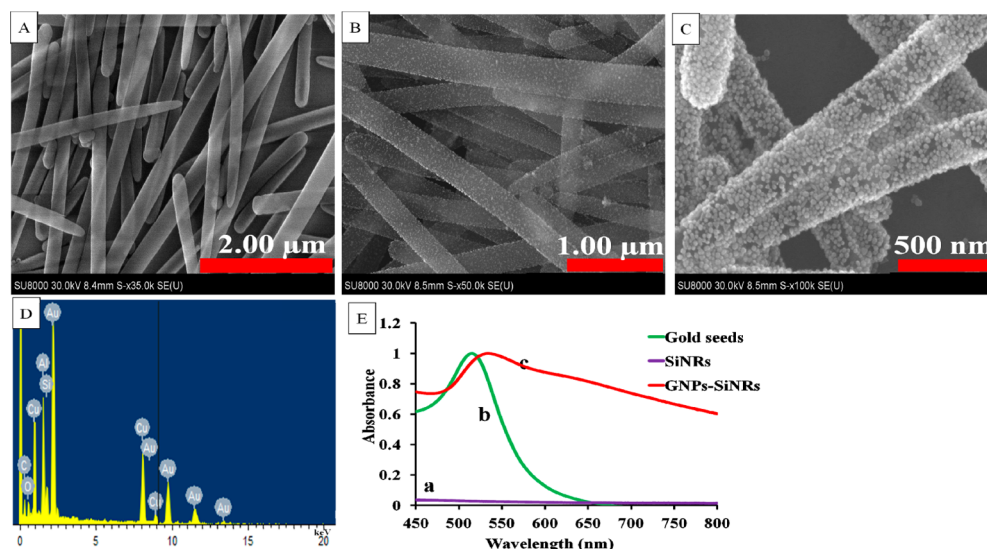 A
2.00 μm
SU8000 30.0kV 8.4mm S-x35.0k SE(U)
B
1.00 μm
SU8000 30.0kV 8.5mm S-x50.0k SE(U)
C
500 nm
SU8000 30.0kV 8.5mm S-x100k SE(U)
D
Au
Al
Si
Cu
C
O
Cu
Au
Au
Au
Au
0
5
10
15
20
keV
E
1.2
1
0.8
0.6
0.4
0.2
0
Absorbance
Gold seeds
SiNRs
GNPs-SiNRs
c
b
a
450
500
550
600
650
700
750
800
Wavelength (nm)